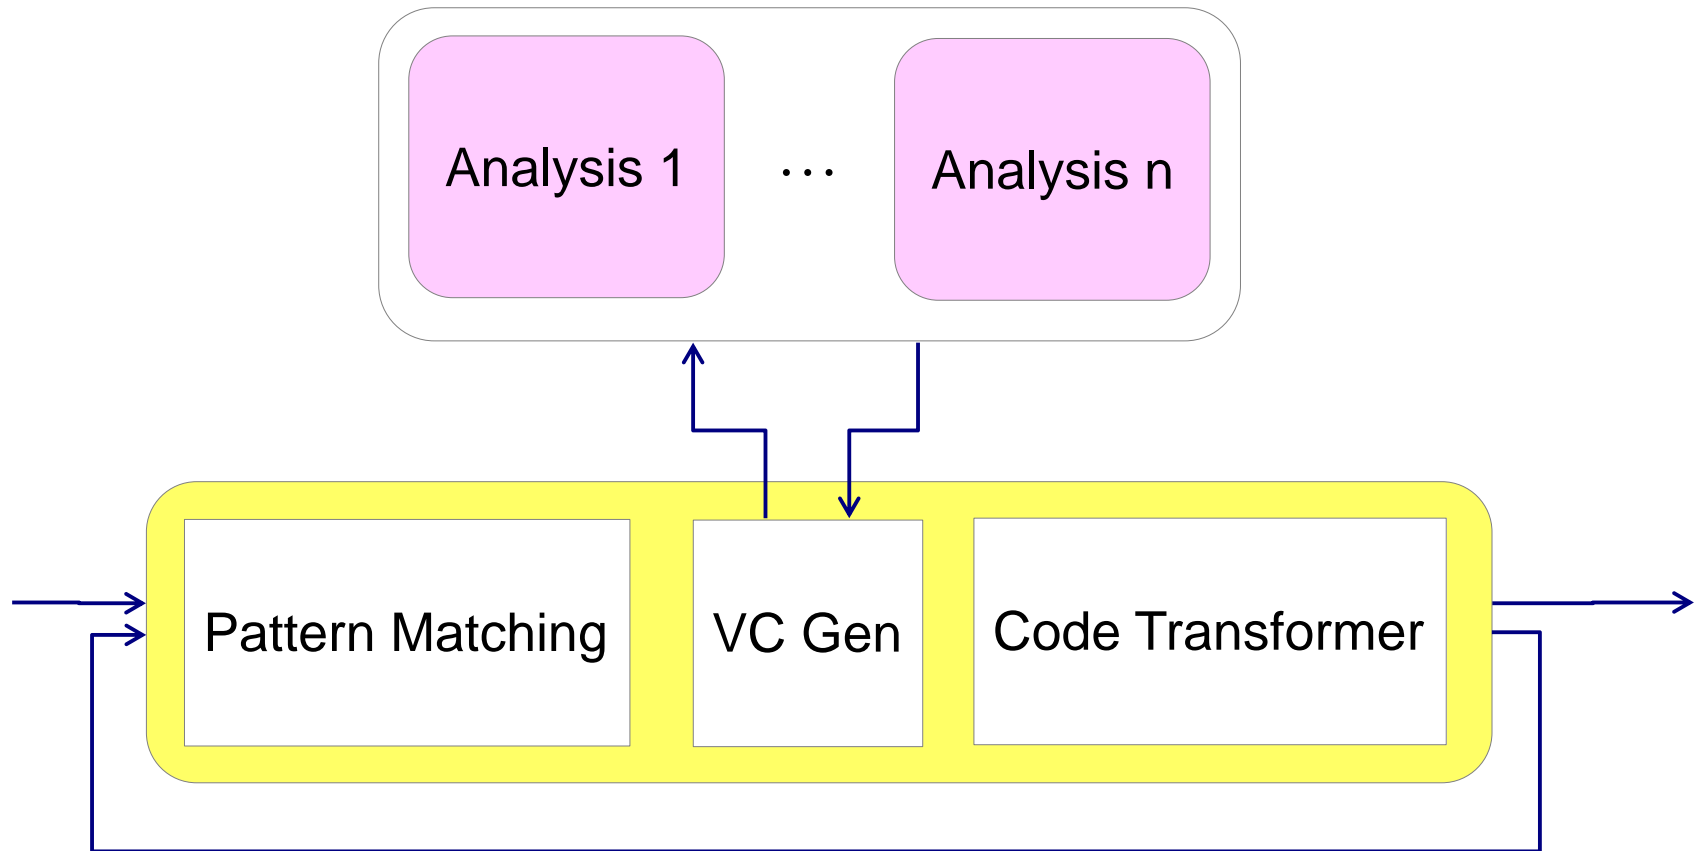 Analysis 1 ... Analysis n
Pattern Matching VC Gen Code Transformer